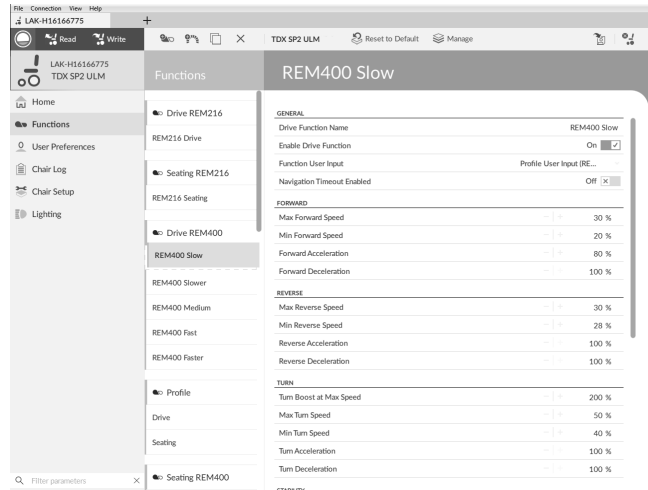 File Connection View Help
LAK-H16166775
Read Write TDX SP2 ULM Reset to Default Manage
LAK-H16166775
TDX SP2 ULM
Functions
REM400 Slow
Home
Functions
User Preferences
Chair Log
Chair Setup
Lighting
Filter parameters
Drive REM216
REM216 Drive
Seating REM216
REM216 Seating
Drive REM400
REM400 Slow
REM400 Slower
REM400 Medium
REM400 Fast
REM400 Faster
Profile
Drive
Seating
Seating REM400
GENERAL
Drive Function Name REM400 Slow
Enable Drive Function On
Function User Input Profile User Input (RE...
Navigation Timeout Enabled Off
FORWARD
Max Forward Speed - + 30 %
Min Forward Speed - + 20 %
Forward Acceleration - + 80 %
Forward Deceleration - + 100 %
REVERSE
Max Reverse Speed - + 30 %
Min Reverse Speed - + 28 %
Reverse Acceleration - + 100 %
Reverse Deceleration - + 100 %
TURN
Turn Boost at Max Speed - + 200 %
Max Turn Speed - + 50 %
Min Turn Speed - + 40 %
Turn Acceleration - + 100 %
Turn Deceleration - + 100 %
STABILITY